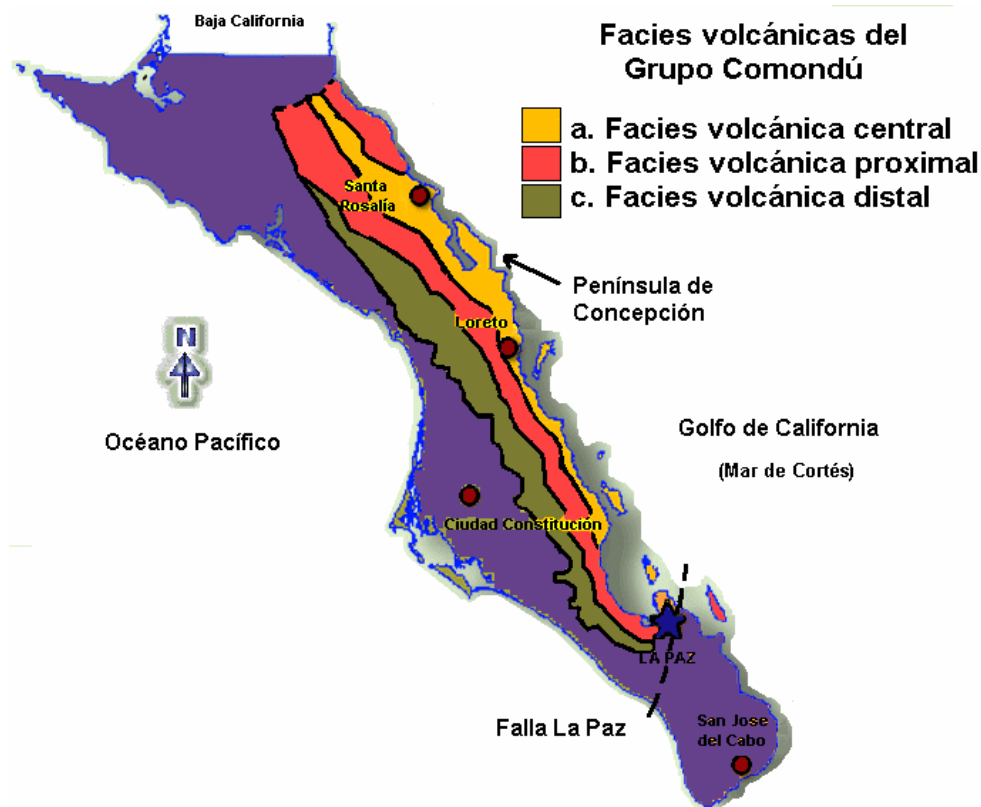 Baja California
Facies volcánicas del
Grupo Comondú
a. Facies volcánica central
b. Facies volcánica proximal
c. Facies volcánica distal
Santa
Rosalía
Península de
Concepción
Loreto
N
Océano Pacífico
Golfo de California
(Mar de Cortés)
Ciudad Constitución
LA PAZ
Falla La Paz
San Jose
del Cabo